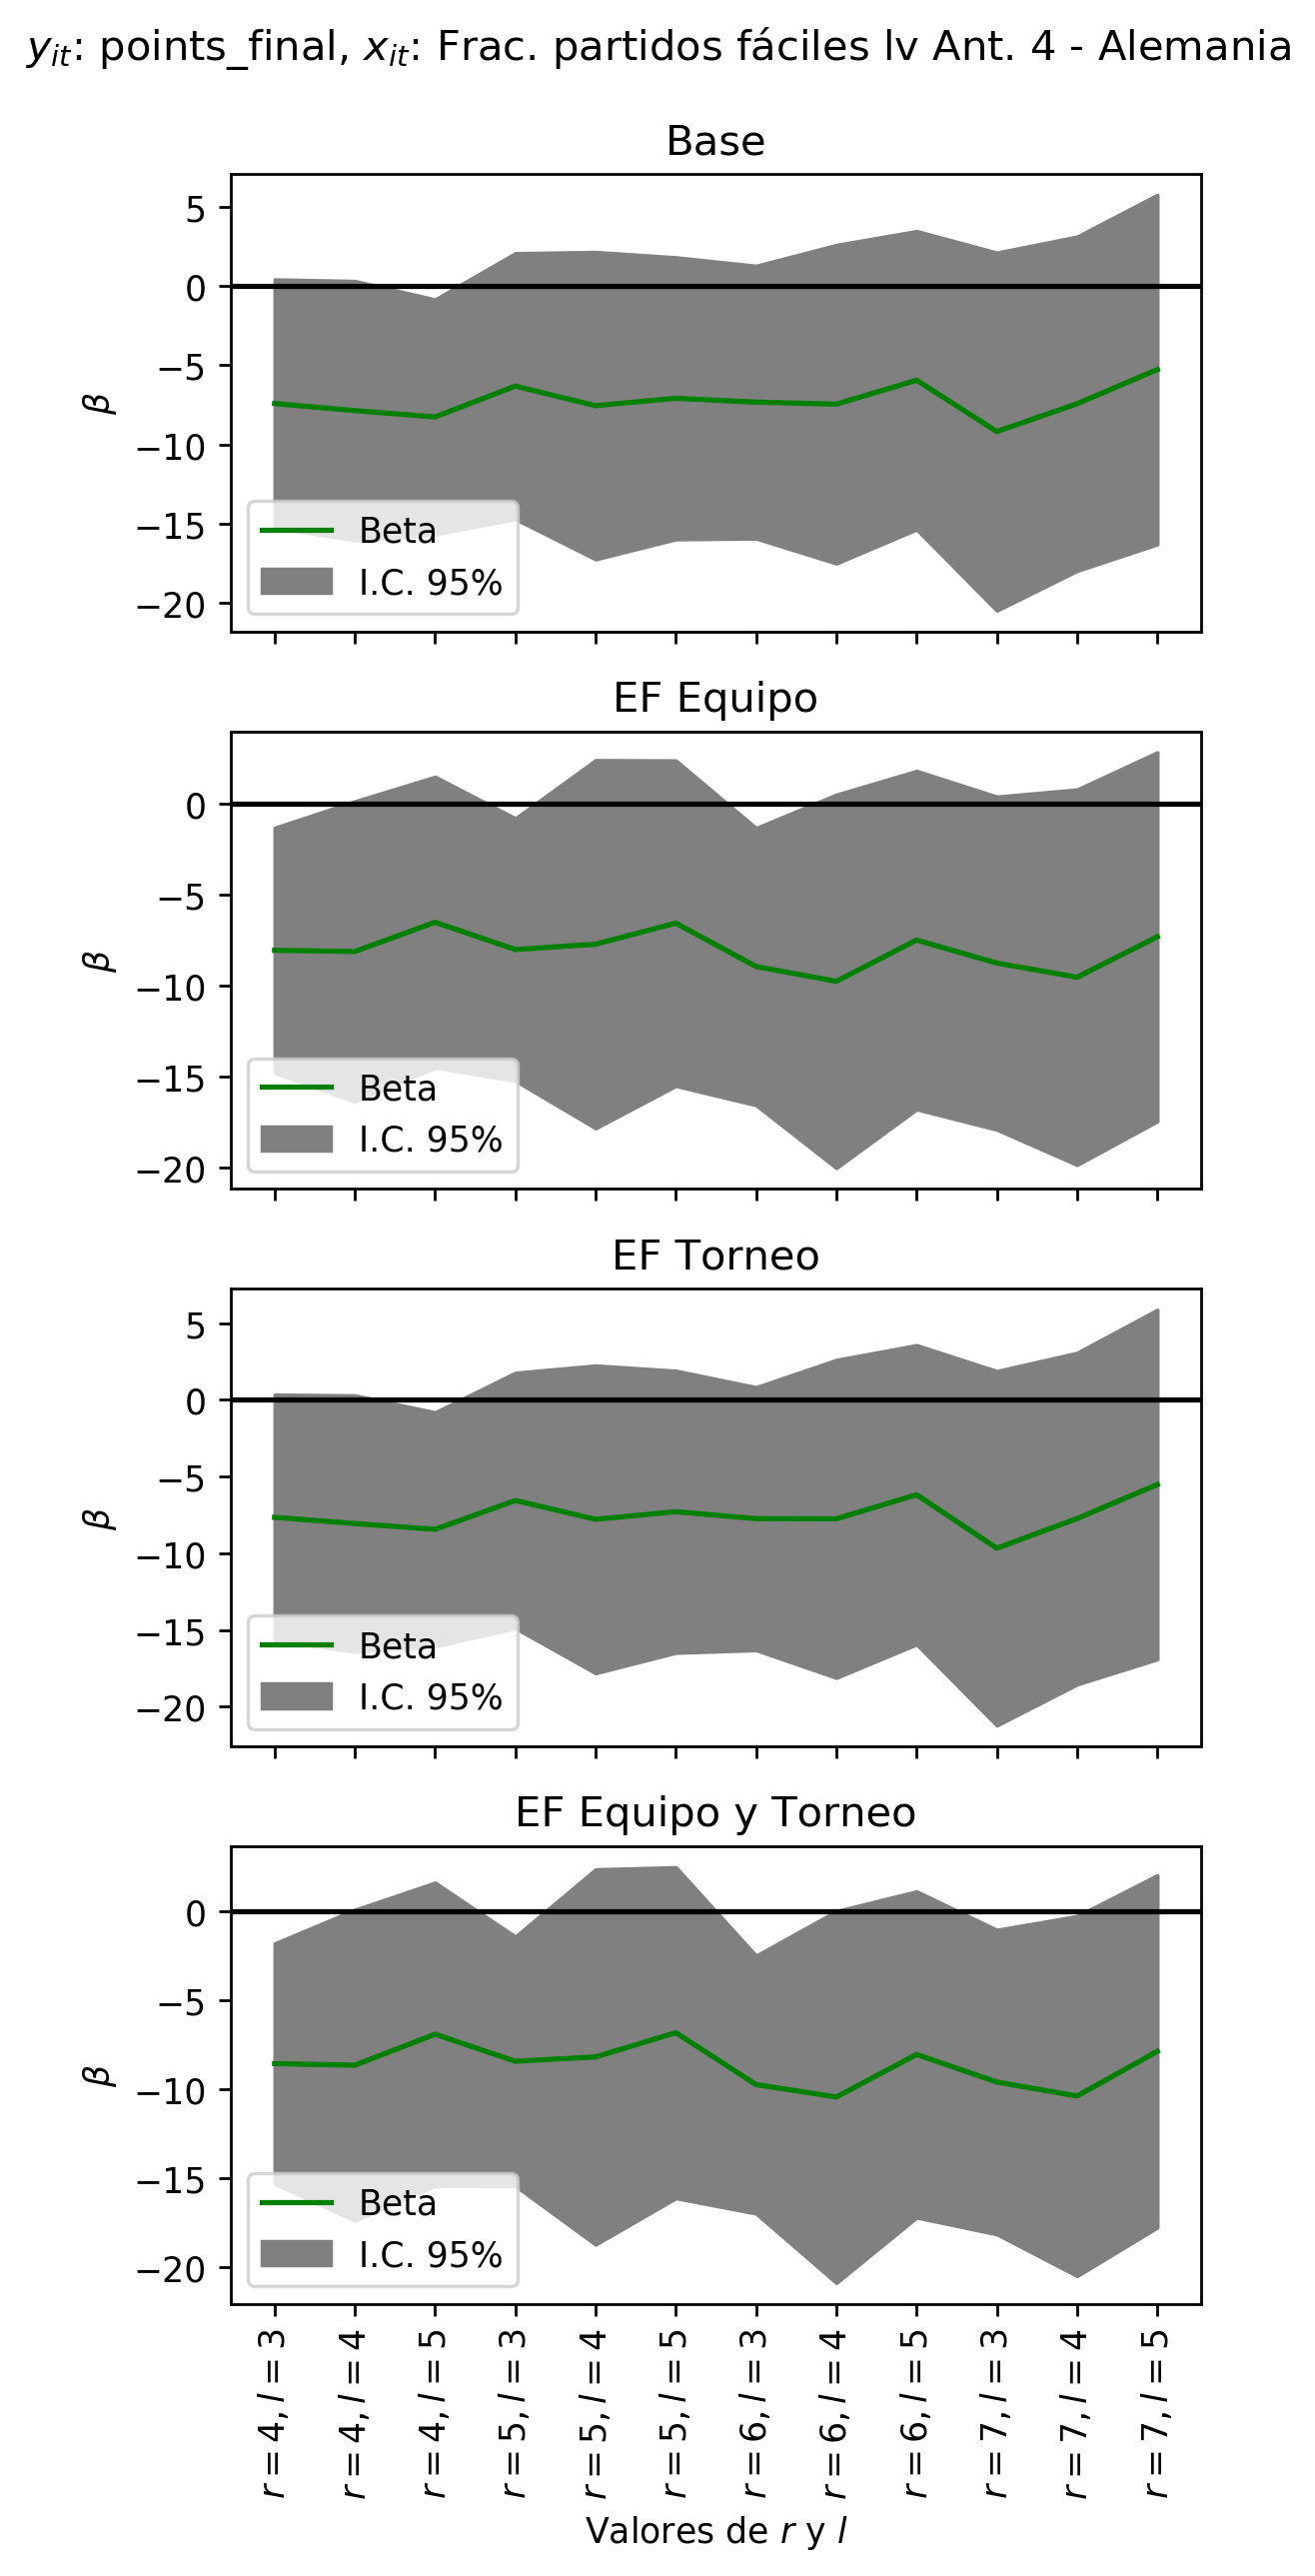 y_it: points_final, x_it: Frac. partidos fáciles lv Ant. 4 - Alemania
Base
5
0
−5
−10
−15
−20
β
Beta
I.C. 95%
EF Equipo
0
−5
−10
−15
−20
β
Beta
I.C. 95%
EF Torneo
5
0
−5
−10
−15
−20
β
Beta
I.C. 95%
EF Equipo y Torneo
0
−5
−10
−15
−20
β
Beta
I.C. 95%
r = 4, l = 3
r = 4, l = 4
r = 4, l = 5
r = 5, l = 3
r = 5, l = 4
r = 5, l = 5
r = 6, l = 3
r = 6, l = 4
r = 6, l = 5
r = 7, l = 3
r = 7, l = 4
r = 7, l = 5
Valores de r y l